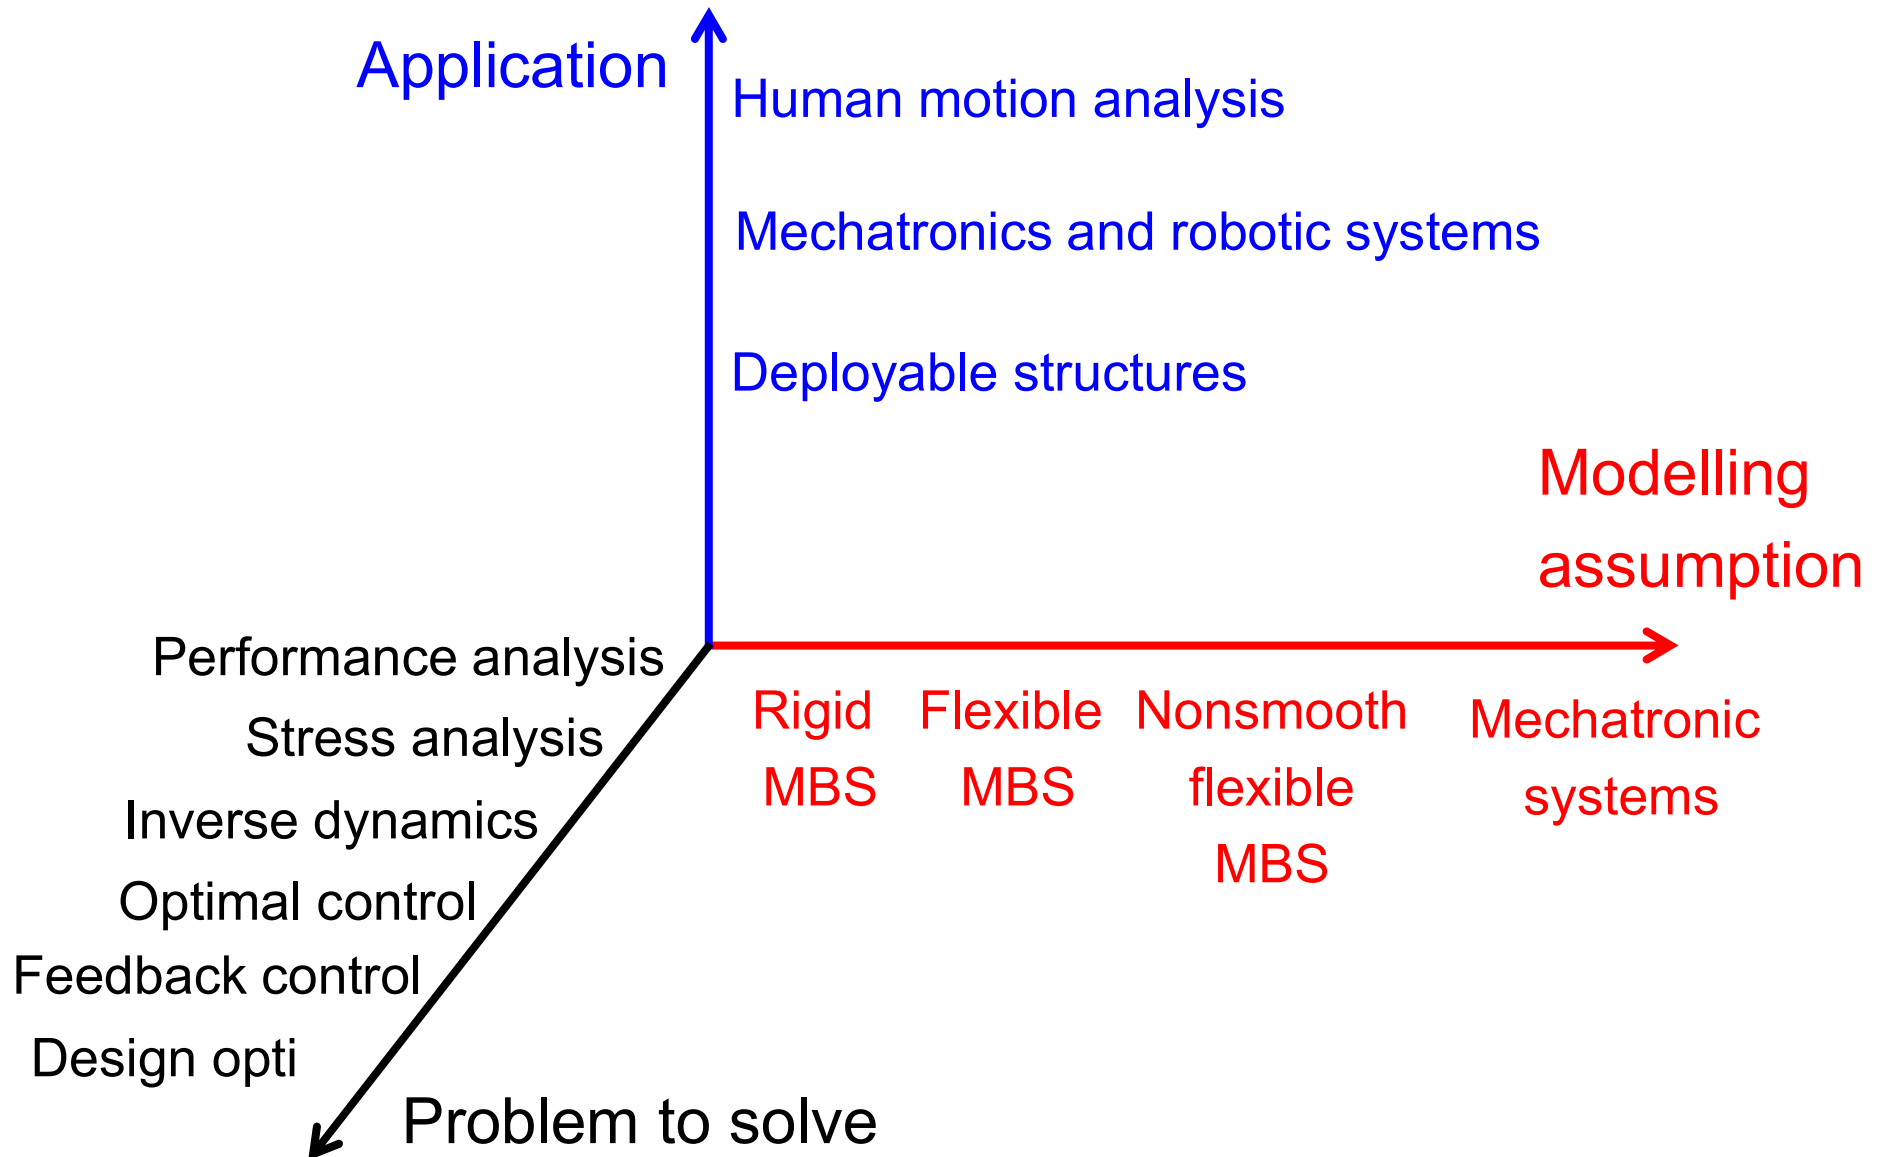 Application
Human motion analysis
Mechatronics and robotic systems
Deployable structures
Modelling
assumption
Rigid
MBS
Flexible
MBS
Nonsmooth
flexible
MBS
Mechatronic
systems
Performance analysis
Stress analysis
Inverse dynamics
Optimal control
Feedback control
Design opti
Problem to solve